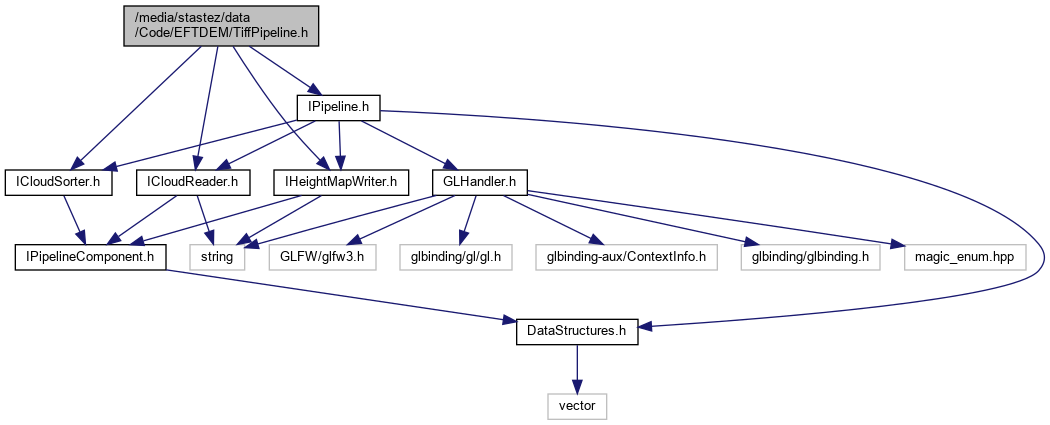 /media/stastez/data
/Code/EFTDEM/TiffPipeline.h
IPipeline.h
ICloudSorter.h
ICloudReader.h
IHeightMapWriter.h
GLHandler.h
IPipelineComponent.h
string
GLFW/glfw3.h
glbinding/gl/gl.h
glbinding-aux/ContextInfo.h
glbinding/glbinding.h
magic_enum.hpp
DataStructures.h
vector